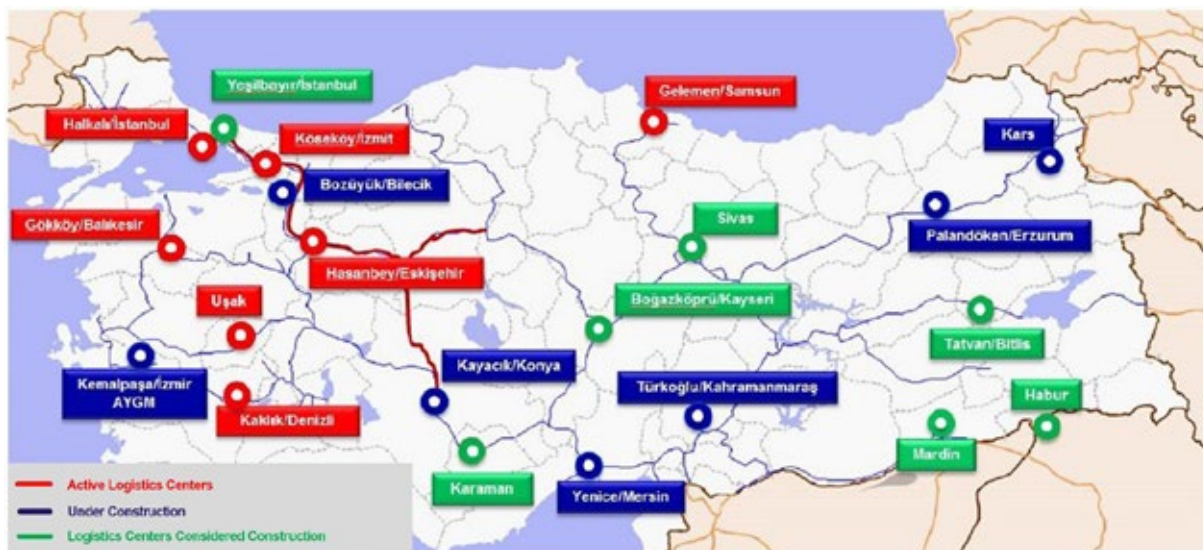 Yeşilbayır/İstanbul
Gelemen/Samsun
Halkalı/İstanbul
Köseköy/İzmit
Kars
Bozüyük/Bilecik
Gökköy/Balıkesir
Sivas
Palandöken/Erzurum
Hasanbey/Eskişehir
Uşak
Boğazköprü/Kayseri
Tatvan/Bitlis
Kayacık/Konya
Kemalpaşa/İzmir
AYGM
Türkoğlu/Kahramanmaraş
Habur
Kaklık/Denizli
Mardin
Karaman
Yenice/Mersin
Active Logistics Centers
Under Construction
Logistics Centers Considered Construction